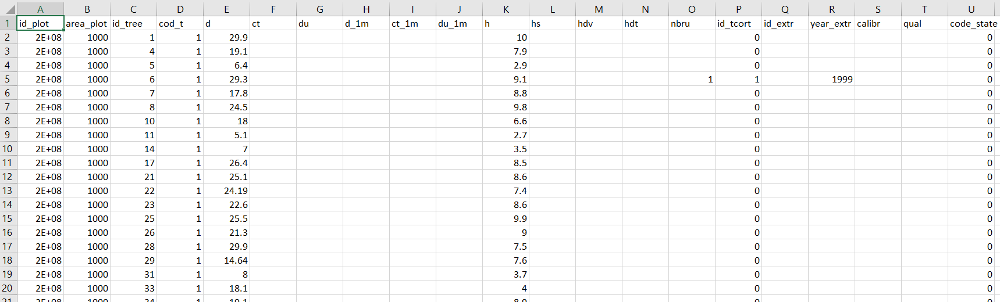 A B C D E F G H I J K L M N O P Q R S T U
1 id_plot area_plot id_tree cod_t d ct du d_1m ct_1m du_1m h hs hdv hdt nbru id_tcort id_extr year_extr calibr qual code_state
2 2E+08 1000 1 1 29.9 10 0 0
3 2E+08 1000 4 1 19.1 7.9 0 0
4 2E+08 1000 5 1 6.4 2.9 0 0
5 2E+08 1000 6 1 29.3 9.1 1 1 1999 0
6 2E+08 1000 7 1 17.8 8.8 0 0
7 2E+08 1000 8 1 24.5 9.8 0 0
8 2E+08 1000 10 1 18 6.6 0 0
9 2E+08 1000 11 1 5.1 2.7 0 0
10 2E+08 1000 14 1 7 3.5 0 0
11 2E+08 1000 17 1 26.4 8.5 0 0
12 2E+08 1000 21 1 25.1 8.6 0 0
13 2E+08 1000 22 1 24.19 7.4 0 0
14 2E+08 1000 23 1 22.6 8.6 0 0
15 2E+08 1000 25 1 25.5 9.9 0 0
16 2E+08 1000 26 1 21.3 9 0 0
17 2E+08 1000 28 1 29.9 7.5 0 0
18 2E+08 1000 29 1 14.64 7.6 0 0
19 2E+08 1000 31 1 8 3.7 0 0
20 2E+08 1000 33 1 18.1 4 0 0
21 2E+08 1000 34 1 19.1 8.9 0 0